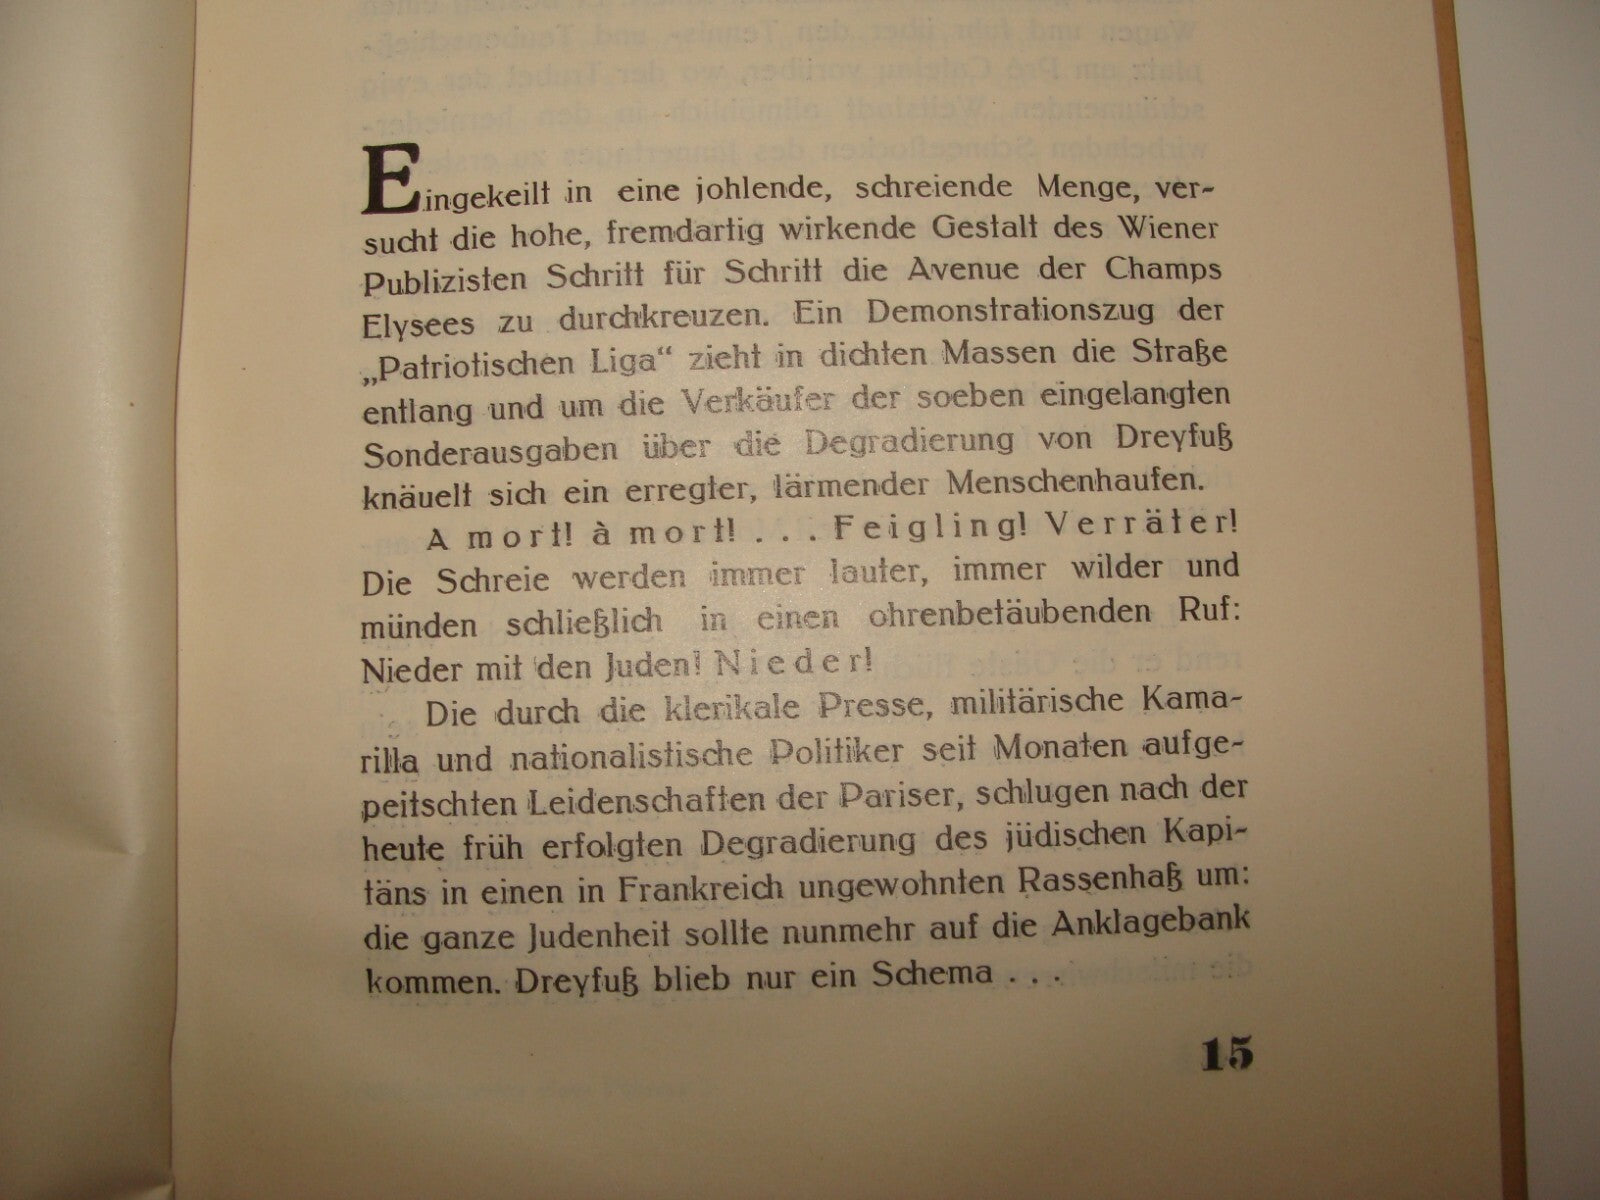 Eingekeilt in eine johlende, schreiende Menge, ver-
sucht die hohe, fremdartig wirkende Gestalt des Wiener
Publizisten Schritt für Schritt die Avenue der Champs
Elysees zu durchkreuzen. Ein Demonstrationszug der
„Patriotischen Liga“ zieht in dichten Massen die Straße
entlang und um die Verkäufer der soeben eingelangten
Sonderausgaben über die Degradierung von Dreyfuß
knäuelt sich ein erregter, lärmender Menschenhaufen.
A mort! à mort! ... Feigling! Verräter!
Die Schreie werden immer lauter, immer wilder und
münden schließlich in einen ohrenbetäubenden Ruf:
Nieder mit den Juden! Nieder!
Die durch die klerikale Presse, militärische Kama-
rilla und nationalistische Politiker seit Monaten aufge-
peitschten Leidenschaften der Pariser, schlugen nach der
heute früh erfolgten Degradierung des jüdischen Kapi-
täns in einen in Frankreich ungewohnten Rassenhaß um:
die ganze Judenheit sollte nunmehr auf die Anklagebank
kommen. Dreyfuß blieb nur ein Schema ...
15